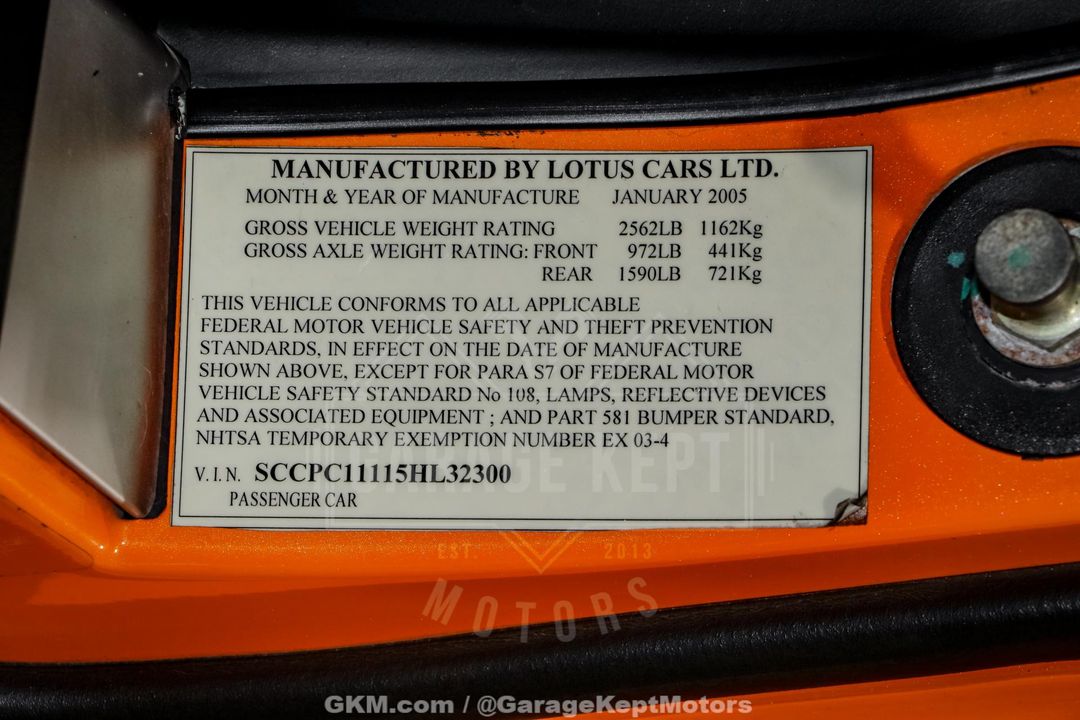 MANUFACTURED BY LOTUS CARS LTD.
MONTH & YEAR OF MANUFACTURE JANUARY 2005
GROSS VEHICLE WEIGHT RATING 2562LB 1162Kg
GROSS AXLE WEIGHT RATING: FRONT 972LB 441Kg
REAR 1590LB 721Kg
THIS VEHICLE CONFORMS TO ALL APPLICABLE
FEDERAL MOTOR VEHICLE SAFETY AND THEFT PREVENTION
STANDARDS, IN EFFECT ON THE DATE OF MANUFACTURE
SHOWN ABOVE, EXCEPT FOR PARA S7 OF FEDERAL MOTOR
VEHICLE SAFETY STANDARD No 108, LAMPS, REFLECTIVE DEVICES
AND ASSOCIATED EQUIPMENT ; AND PART 581 BUMPER STANDARD,
NHTSA TEMPORARY EXEMPTION NUMBER EX 03-4
V.I.N. SCCPC11115HL32300
PASSENGER CAR
GARAGE KEPT
EST. 2013
MOTORS
GKM.com / @GarageKeptMotors